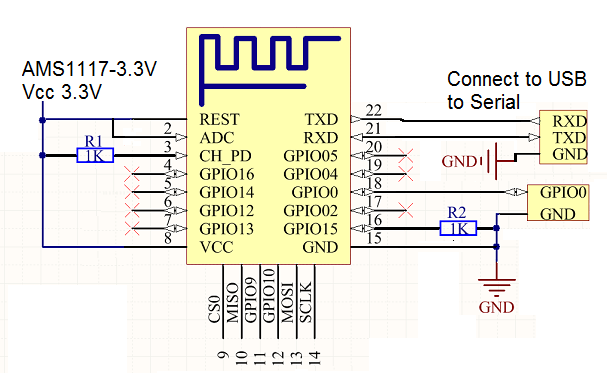 AMS1117-3.3V
Vcc 3.3V
Connect to USB
to Serial
REST
2 ADC
R1
1K
3 CH_PD
4 GPIO16
5 GPIO14
6 GPIO12
7 GPIO13
8 VCC
TXD 22
RXD 21
GPIO05 20
GPIO04 19
GPIO0 18
GPIO02 17
GPIO15 16
GND 15
R2
1K
RXD
TXD
GND
GND
GPIO0
GND
GND
CS0
MISO
GPIO9
GPIO10
MOSI
SCLK
9
10
11
12
13
14